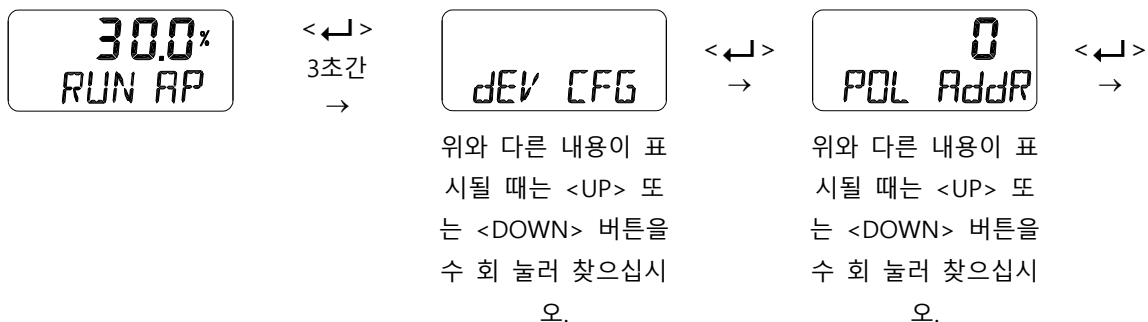 30.0%
RUN AP
<↵>
3초간
→
dEV CFG
<↵>
→
0
POL AddR
<↵>
→
위와 다른 내용이 표
시될 때는 <UP> 또
는 <DOWN> 버튼을
수 회 눌러 찾으십시
오.
위와 다른 내용이 표
시될 때는 <UP> 또
는 <DOWN> 버튼을
수 회 눌러 찾으십시
오.